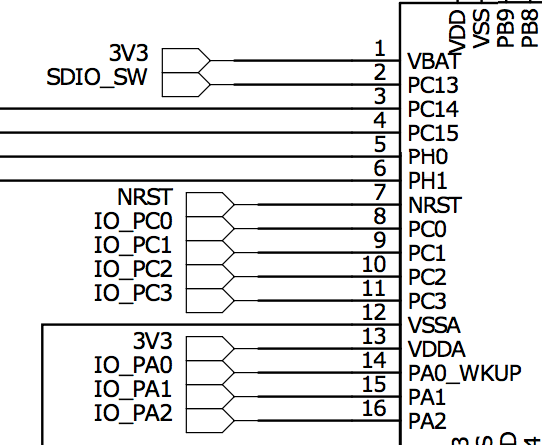 VDD
VSS
PB9
PB8
3V3 1 VBAT
SDIO_SW 2 PC13
3 PC14
4 PC15
5 PH0
6 PH1
NRST 7 NRST
IO_PC0 8 PC0
IO_PC1 9 PC1
IO_PC2 10 PC2
IO_PC3 11 PC3
12 VSSA
3V3 13 VDDA
IO_PA0 14 PA0_WKUP
IO_PA1 15 PA1
IO_PA2 16 PA2